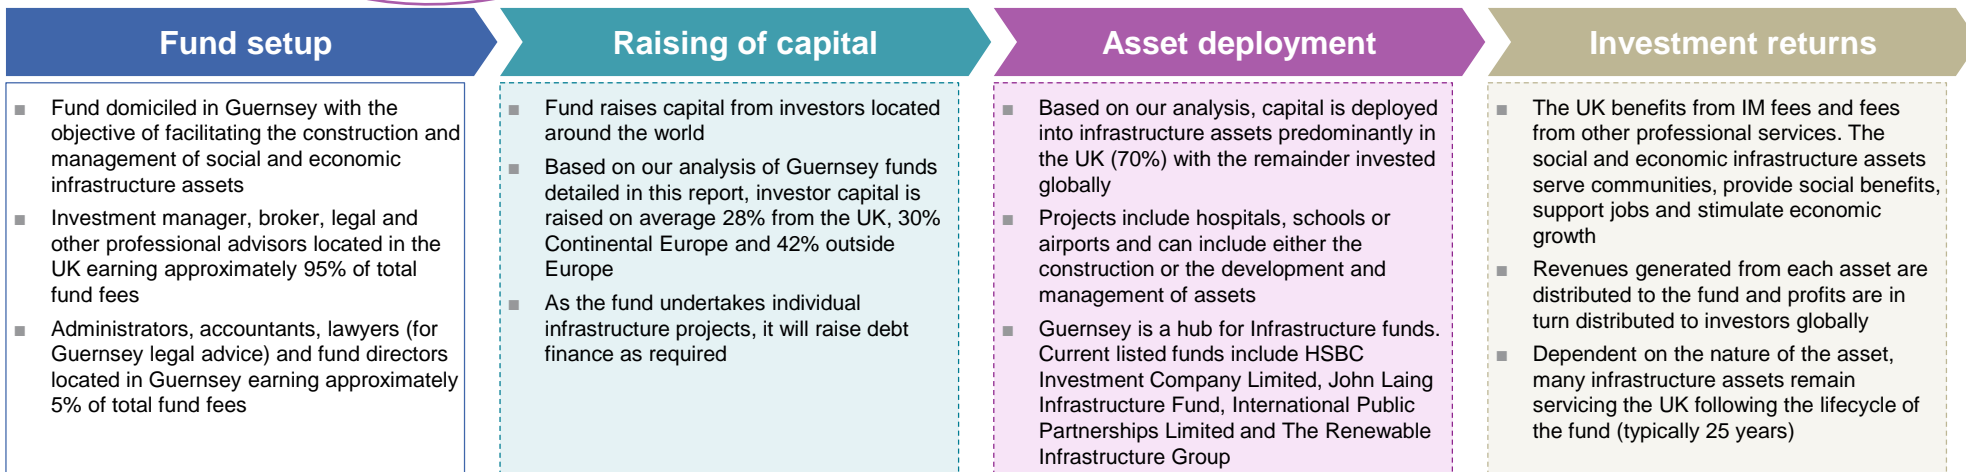 Fund setup
Fund domiciled in Guernsey with the
objective of facilitating the construction and
management of social and economic
infrastructure assets
Investment manager, broker, legal and
other professional advisors located in the
UK earning approximately 95% of total
fund fees
Administrators, accountants, lawyers (for
Guernsey legal advice) and fund directors
located in Guernsey earning approximately
5% of total fund fees
Raising of capital
Fund raises capital from investors located
around the world
Based on our analysis of Guernsey funds
detailed in this report, investor capital is
raised on average 28% from the UK, 30%
Continental Europe and 42% outside
Europe
As the fund undertakes individual
infrastructure projects, it will raise debt
finance as required
Asset deployment
Based on our analysis, capital is deployed
into infrastructure assets predominantly in
the UK (70%) with the remainder invested
globally
Projects include hospitals, schools or
airports and can include either the
construction or the development and
management of assets
Guernsey is a hub for Infrastructure funds.
Current listed funds include HSBC
Investment Company Limited, John Laing
Infrastructure Fund, International Public
Partnerships Limited and The Renewable
Infrastructure Group
Investment returns
The UK benefits from IM fees and fees
from other professional services. The
social and economic infrastructure assets
serve communities, provide social benefits,
support jobs and stimulate economic
growth
Revenues generated from each asset are
distributed to the fund and profits are in
turn distributed to investors globally
Dependent on the nature of the asset,
many infrastructure assets remain
servicing the UK following the lifecycle of
the fund (typically 25 years)